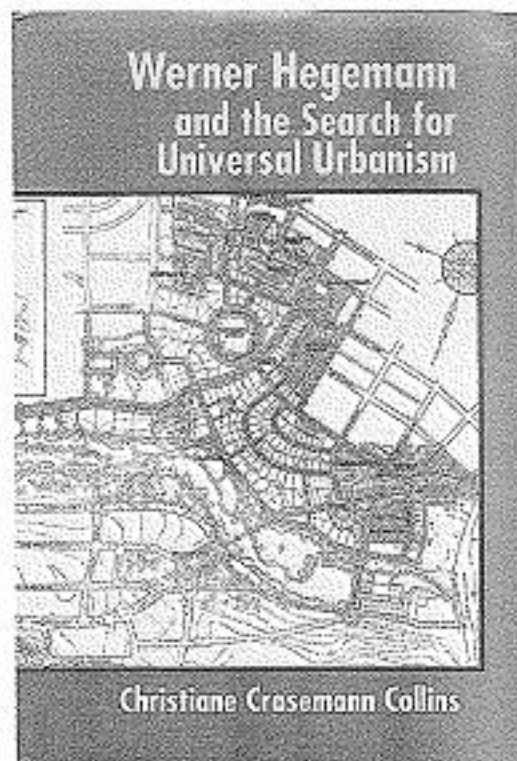 Werner Hegemann
and the Search for
Universal Urbanism
Christiane Crasemann Collins